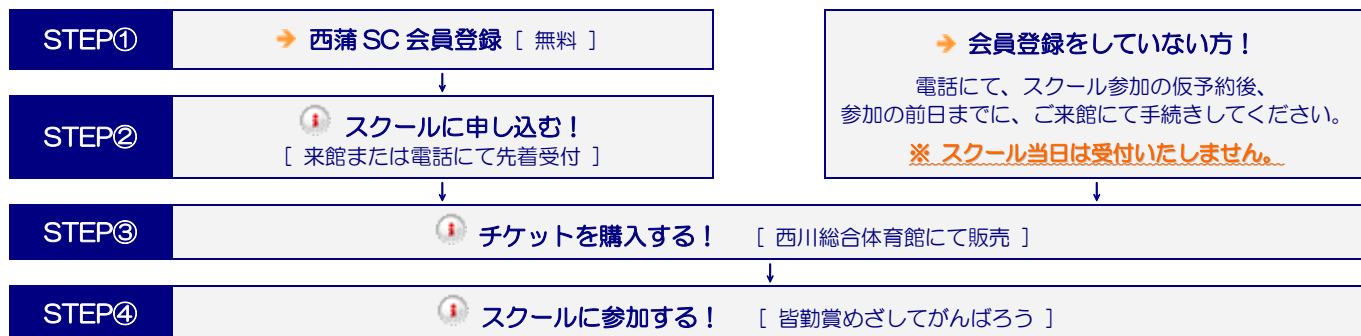 STEP① 西蒲SC会員登録 [ 無料 ]
STEP② スクールに申し込む!
[ 来館または電話にて先着受付 ]
会員登録をしていない方!
電話にて、スクール参加の仮予約後、
参加の前日までに、ご来館にて手続きしてください。
※ スクール当日は受付いたしません。
STEP③ チケットを購入する! [ 西川総合体育館にて販売 ]
STEP④ スクールに参加する! [ 皆勤賞めざしてがんばろう ]